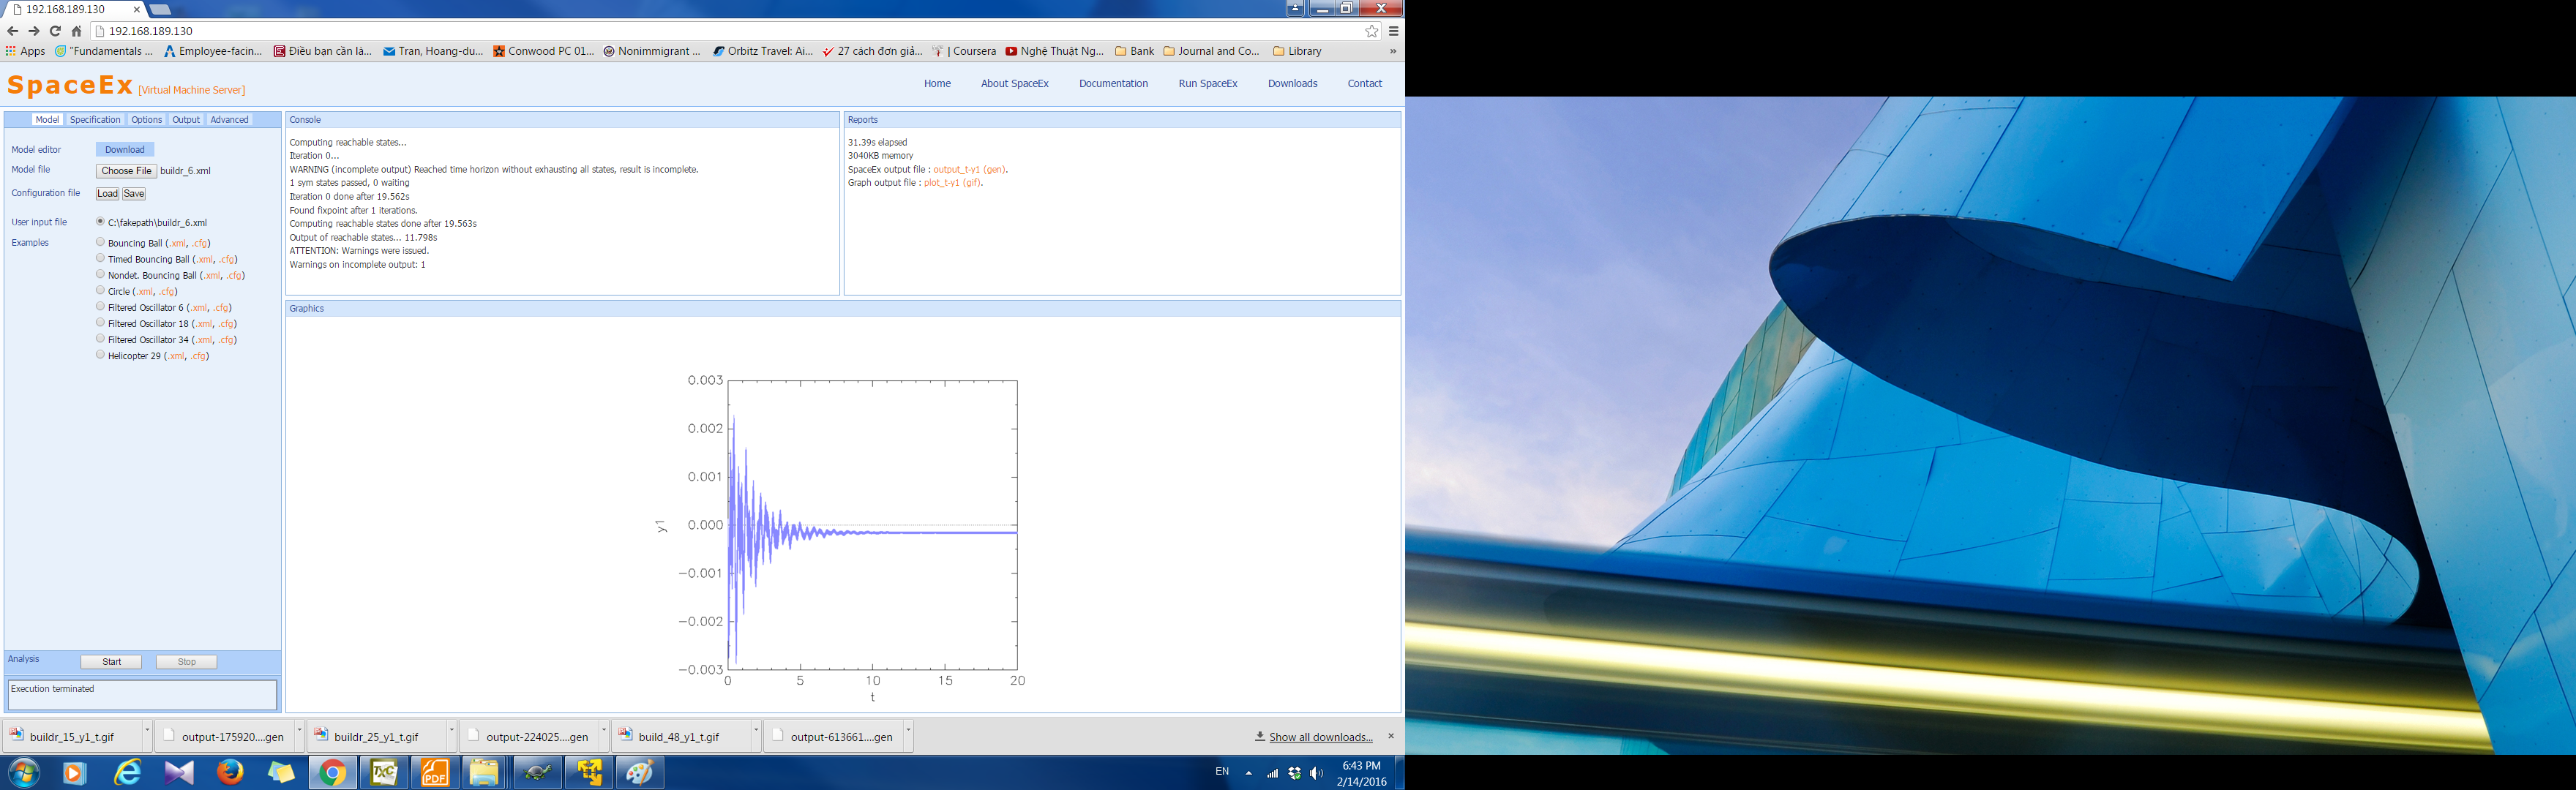 192.168.189.130
192.168.189.130
Apps "Fundamentals ... Employee-facin... Điều bạn cần là... Tran, Hoang-du... Conwood PC 01... Nonimmigrant ... Orbitz Travel: Ai... 27 cách đơn giả... | Coursera Nghệ Thuật Ng... Bank Journal and Co... Library »
SpaceEx [Virtual Machine Server]
Home About SpaceEx Documentation Run SpaceEx Downloads Contact
Model Specification Options Output Advanced
Model editor Download
Model file Choose File buildr_6.xml
Configuration file Load Save
User input file C:\fakepath\buildr_6.xml
Examples Bouncing Ball (.xml, .cfg)
Timed Bouncing Ball (.xml, .cfg)
Nondet. Bouncing Ball (.xml, .cfg)
Circle (.xml, .cfg)
Filtered Oscillator 6 (.xml, .cfg)
Filtered Oscillator 18 (.xml, .cfg)
Filtered Oscillator 34 (.xml, .cfg)
Helicopter 29 (.xml, .cfg)
Analysis Start Stop
Execution terminated
Console
Computing reachable states...
Iteration 0...
WARNING (incomplete output) Reached time horizon without exhausting all states, result is incomplete.
1 sym states passed, 0 waiting
Iteration 0 done after 19.562s
Found fixpoint after 1 iterations.
Computing reachable states done after 19.563s
Output of reachable states... 11.798s
ATTENTION: Warnings were issued.
Warnings on incomplete output: 1
Reports
31.39s elapsed
3040KB memory
SpaceEx output file : output_t-y1 (gen).
Graph output file : plot_t-y1 (gif).
Graphics
0.003
0.002
0.001
0.000
y1
−0.001
−0.002
−0.003
0 5 10 15 20
t
buildr_15_y1_t.gif output-175920....gen buildr_25_y1_t.gif output-224025....gen build_48_y1_t.gif output-613661....gen Show all downloads...
TXC PDF
EN 6:43 PM
2/14/2016